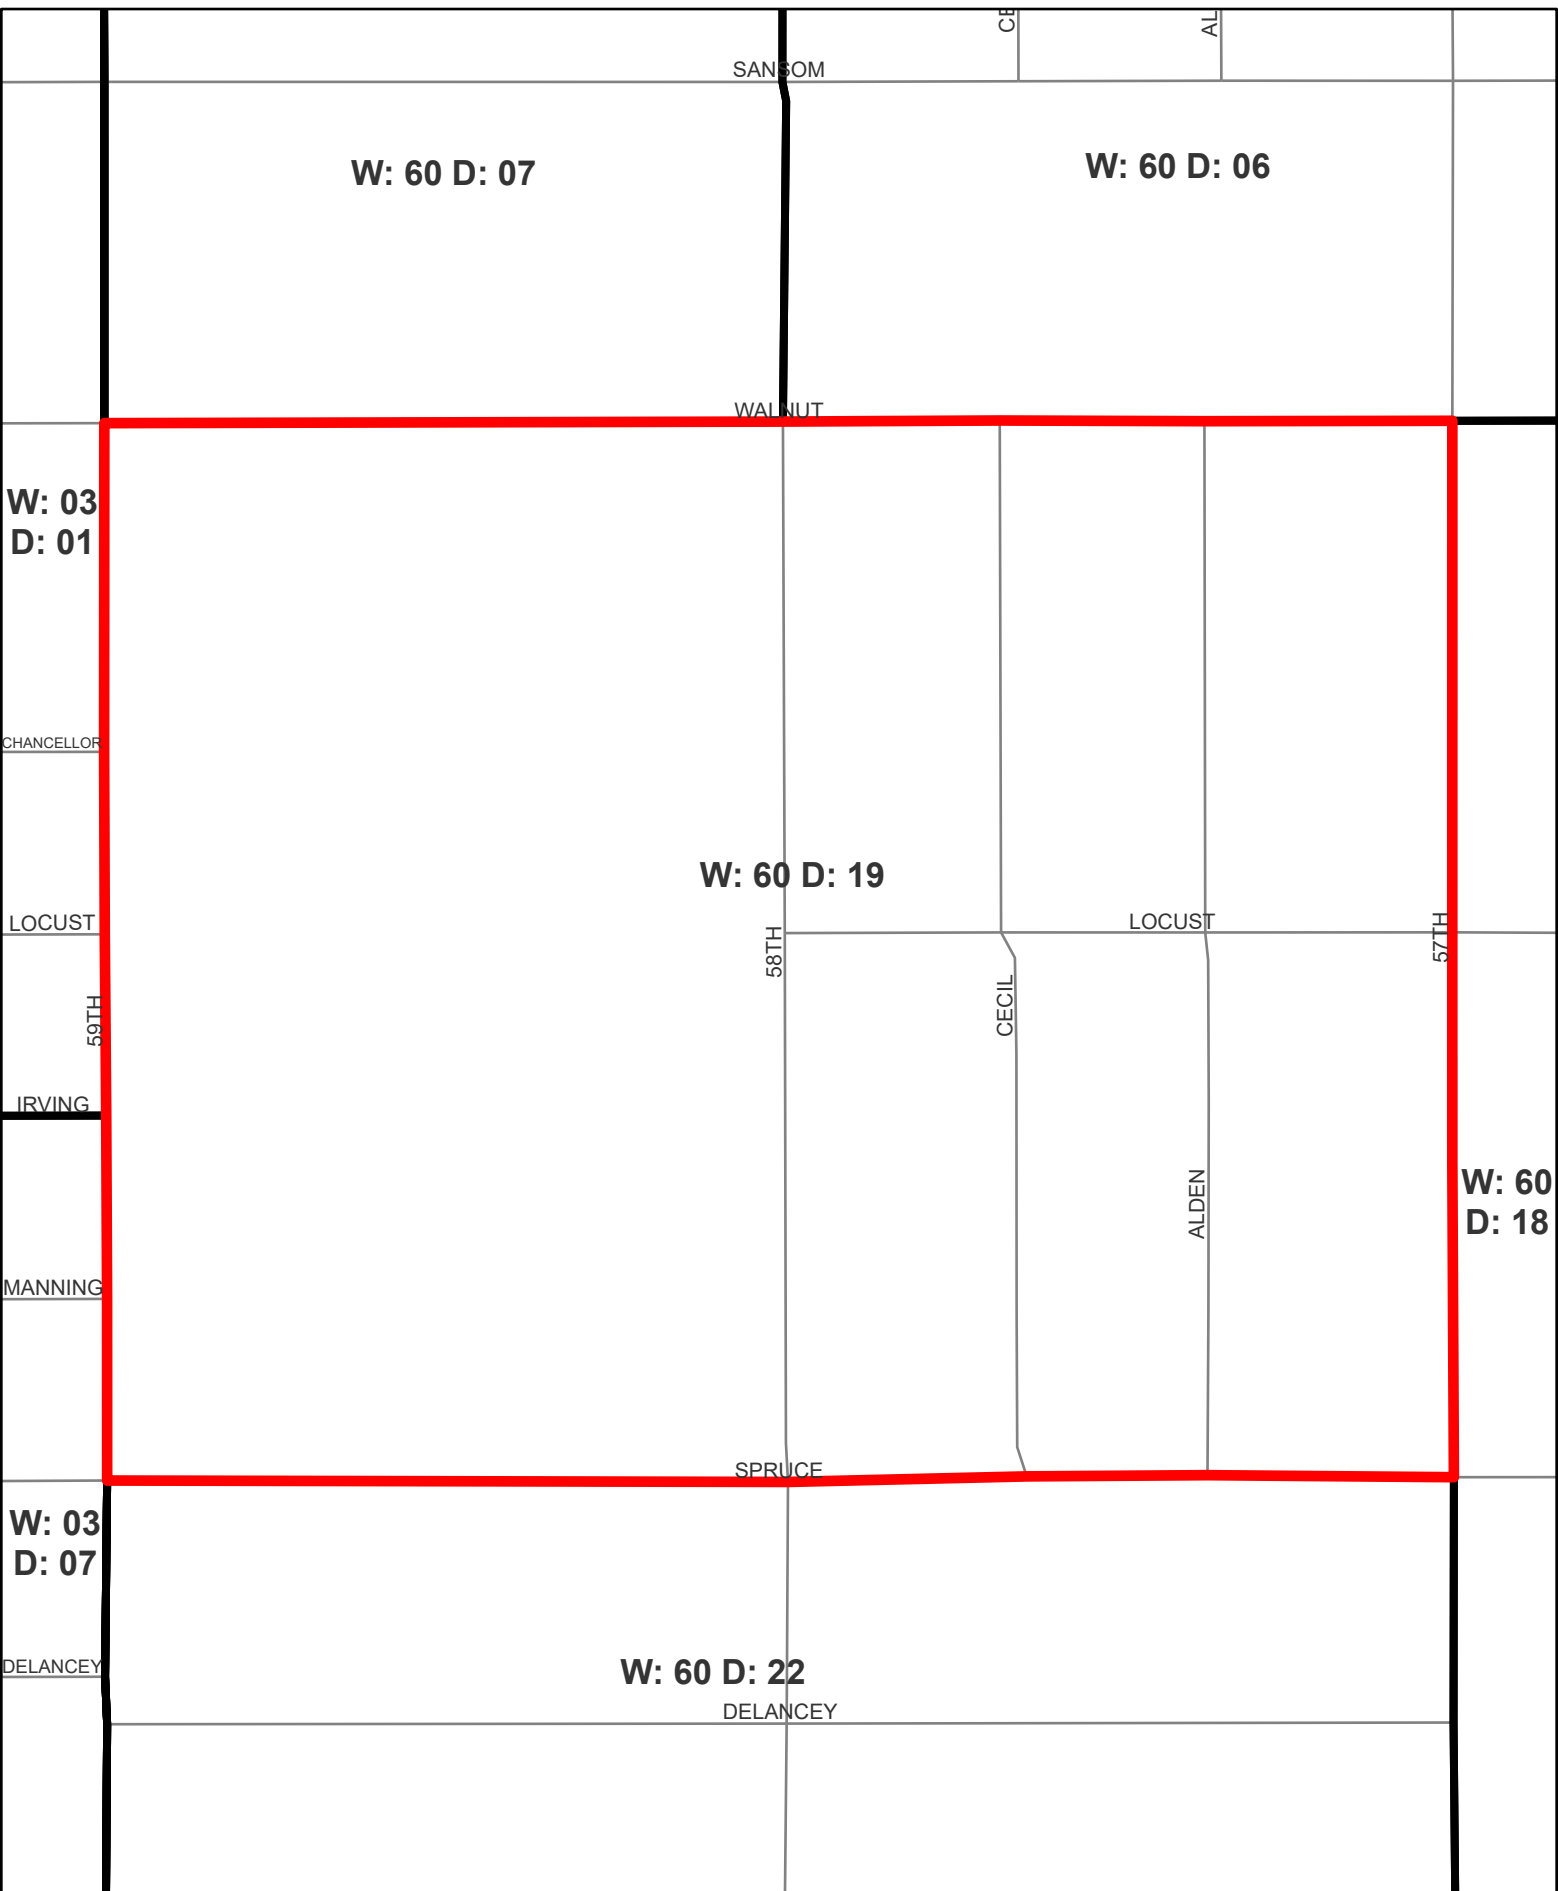 CE
AL
SANSOM
W: 60 D: 07
W: 60 D: 06
WALNUT
W: 03
D: 01
CHANCELLOR
W: 60 D: 19
LOCUST
LOCUST
57TH
58TH
CECIL
59TH
IRVING
ALDEN
W: 60
D: 18
MANNING
SPRUCE
W: 03
D: 07
DELANCEY
W: 60 D: 22
DELANCEY